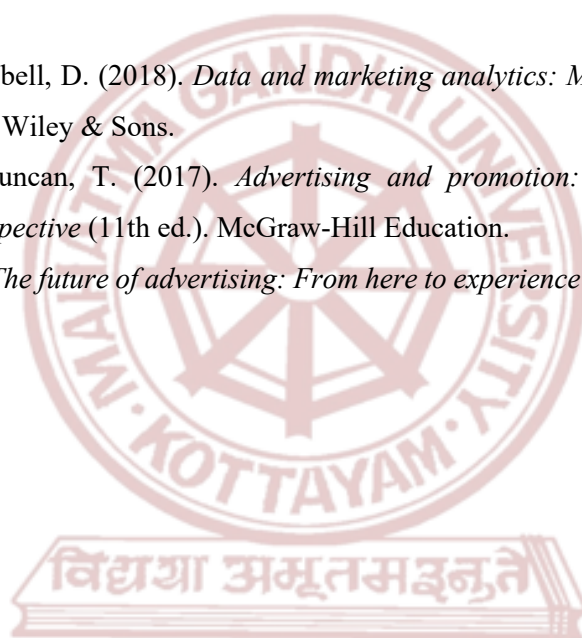 bell, D. (2018). Data and marketing analytics: M
Wiley & Sons.
uncan, T. (2017). Advertising and promotion:
pective (11th ed.). McGraw-Hill Education.
The future of advertising: From here to experience
MAHATMA GANDHI UNIVERSITY
• KOTTAYAM •
विद्यया अमृतमश्नुते